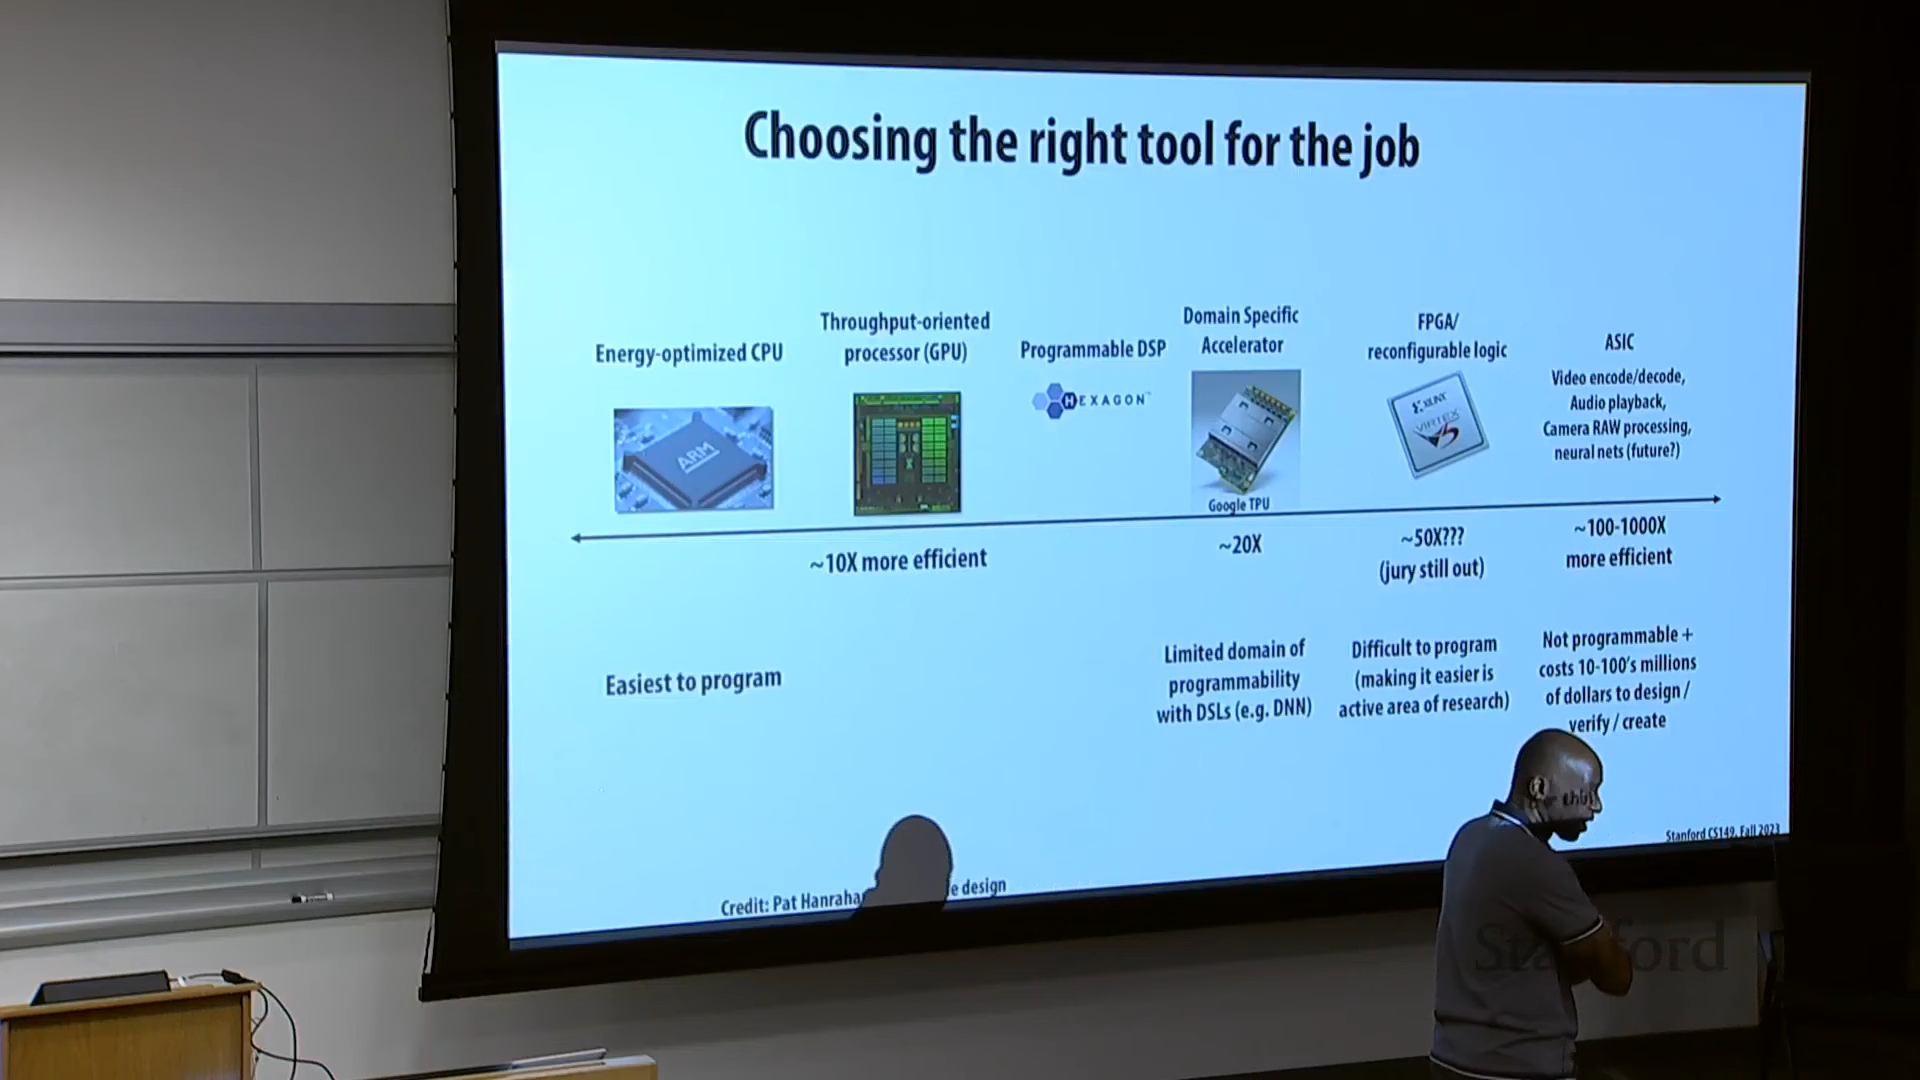 Choosing the right tool for the job
Energy-optimized CPU
ARM
Throughput-oriented
processor (GPU)
Programmable DSP
HEXAGON
Domain Specific
Accelerator
Google TPU
FPGA/
reconfigurable logic
XILINX
VIRTEX
5
ASIC
Video encode/decode,
Audio playback,
Camera RAW processing,
neural nets (future?)
~10X more efficient
~20X
~50X???
(jury still out)
~100-1000X
more efficient
Easiest to program
Limited domain of
programmability
with DSLs (e.g. DNN)
Difficult to program
(making it easier is
active area of research)
Not programmable +
costs 10-100's millions
of dollars to design /
verify / create
Credit: Pat Hanraha
e design
Stanford CS149, Fall 2023
Stanford